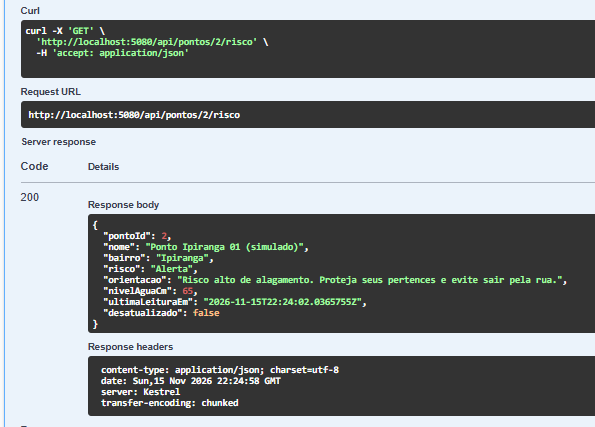 Curl
curl -X 'GET' \
'http://localhost:5080/api/pontos/2/risco' \
-H 'accept: application/json'
Request URL
http://localhost:5080/api/pontos/2/risco
Server response
Code Details
200
Response body
{
"pontoId": 2,
"nome": "Ponto Ipiranga 01 (simulado)",
"bairro": "Ipiranga",
"risco": "Alerta",
"orientacao": "Risco alto de alagamento. Proteja seus pertences e evite sair pela rua.",
"nivelAguaCm": 65,
"ultimaLeituraEm": "2026-11-15T22:24:02.0365755Z",
"desatualizado": false
}
Response headers
content-type: application/json; charset=utf-8
date: Sun,15 Nov 2026 22:24:58 GMT
server: Kestrel
transfer-encoding: chunked